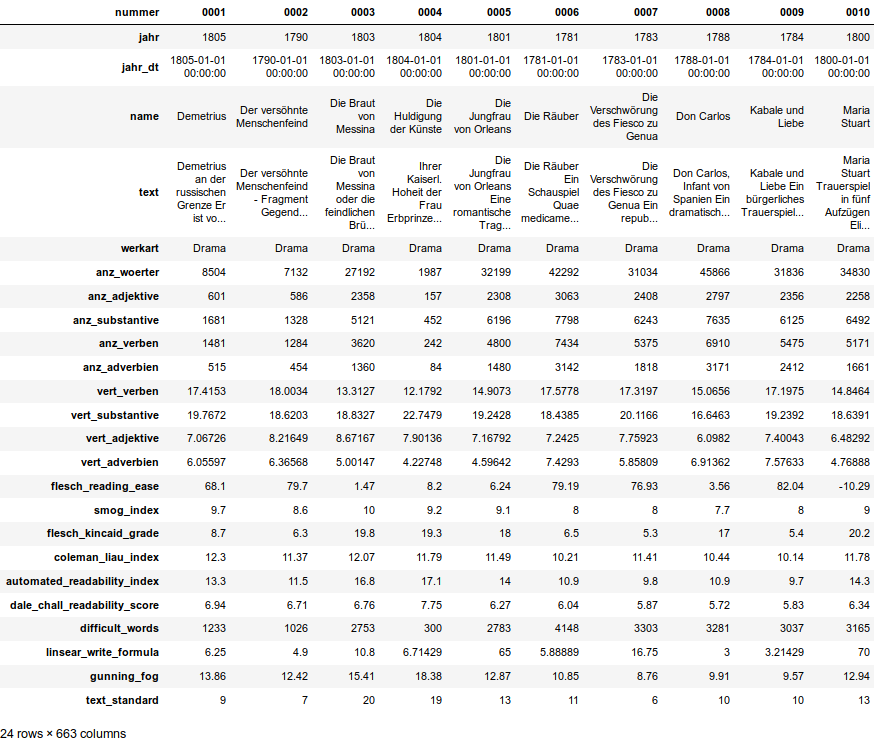 nummer 0001 0002 0003 0004 0005 0006 0007 0008 0009 0010
jahr 1805 1790 1803 1804 1801 1781 1783 1788 1784 1800
jahr_dt 1805-01-01 00:00:00 1790-01-01 00:00:00 1803-01-01 00:00:00 1804-01-01 00:00:00 1801-01-01 00:00:00 1781-01-01 00:00:00 1783-01-01 00:00:00 1788-01-01 00:00:00 1784-01-01 00:00:00 1800-01-01 00:00:00
name Demetrius Der versöhnte Menschenfeind Die Braut von Messina Die Huldigung der Künste Die Jungfrau von Orleans Die Räuber Die Verschwörung des Fiesco zu Genua Don Carlos Kabale und Liebe Maria Stuart
text Demetrius an der russischen Grenze Er ist vo... Der versöhnte Menschenfeind - Fragment Gegend... Die Braut von Messina oder die feindlichen Brü... Ihrer Kaiserl. Hoheit der Frau Erbprinze... Die Jungfrau von Orleans Eine romantische Trag... Die Räuber Ein Schauspiel Quae medicame... Die Verschwörung des Fiesco zu Genua Ein repub... Don Carlos, Infant von Spanien Ein dramatisch... Kabale und Liebe Ein bürgerliches Trauerspiel... Maria Stuart Trauerspiel in fünf Aufzügen Eli...
werkart Drama Drama Drama Drama Drama Drama Drama Drama Drama Drama
anz_woerter 8504 7132 27192 1987 32199 42292 31034 45866 31836 34830
anz_adjektive 601 586 2358 157 2308 3063 2408 2797 2356 2258
anz_substantive 1681 1328 5121 452 6196 7798 6243 7635 6125 6492
anz_verben 1481 1284 3620 242 4800 7434 5375 6910 5475 5171
anz_adverbien 515 454 1360 84 1480 3142 1818 3171 2412 1661
vert_verben 17.4153 18.0034 13.3127 12.1792 14.9073 17.5778 17.3197 15.0656 17.1975 14.8464
vert_substantive 19.7672 18.6203 18.8327 22.7479 19.2428 18.4385 20.1166 16.6463 19.2392 18.6391
vert_adjektive 7.06726 8.21649 8.67167 7.90136 7.16792 7.2425 7.75923 6.0982 7.40043 6.48292
vert_adverbien 6.05597 6.36568 5.00147 4.22748 4.59642 7.4293 5.85809 6.91362 7.57633 4.76888
flesch_reading_ease 68.1 79.7 1.47 8.2 6.24 79.19 76.93 3.56 82.04 -10.29
smog_index 9.7 8.6 10 9.2 9.1 8 8 7.7 8 9
flesch_kincaid_grade 8.7 6.3 19.8 19.3 18 6.5 5.3 17 5.4 20.2
coleman_liau_index 12.3 11.37 12.07 11.79 11.49 10.21 11.41 10.44 10.14 11.78
automated_readability_index 13.3 11.5 16.8 17.1 14 10.9 9.8 10.9 9.7 14.3
dale_chall_readability_score 6.94 6.71 6.76 7.75 6.27 6.04 5.87 5.72 5.83 6.34
difficult_words 1233 1026 2753 300 2783 4148 3303 3281 3037 3165
linsear_write_formula 6.25 4.9 10.8 6.71429 65 5.88889 16.75 3 3.21429 70
gunning_fog 13.86 12.42 15.41 18.38 12.87 10.85 8.76 9.91 9.57 12.94
text_standard 9 7 20 19 13 11 6 10 10 13
24 rows × 663 columns